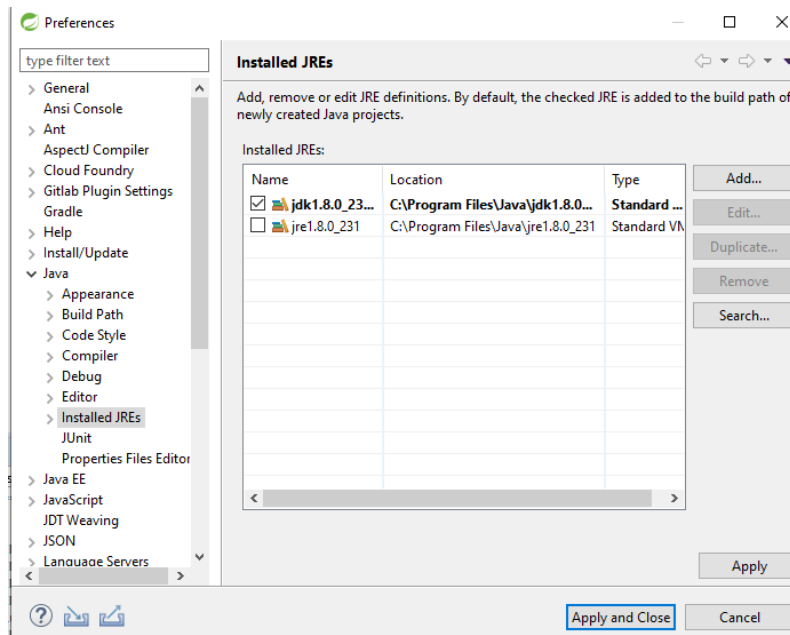 Preferences
type filter text
General
Ansi Console
Ant
AspectJ Compiler
Cloud Foundry
Gitlab Plugin Settings
Gradle
Help
Install/Update
Java
Appearance
Build Path
Code Style
Compiler
Debug
Editor
Installed JREs
JUnit
Properties Files Editor
Java EE
JavaScript
JDT Weaving
JSON
Language Servers
Installed JREs
Add, remove or edit JRE definitions. By default, the checked JRE is added to the build path of
newly created Java projects.
Installed JREs:
Name Location Type
jdk1.8.0_23... C:\Program Files\Java\jdk1.8.0... Standard ...
jre1.8.0_231 C:\Program Files\Java\jre1.8.0_231 Standard VM
Add...
Edit...
Duplicate...
Remove
Search...
Apply
Apply and Close Cancel